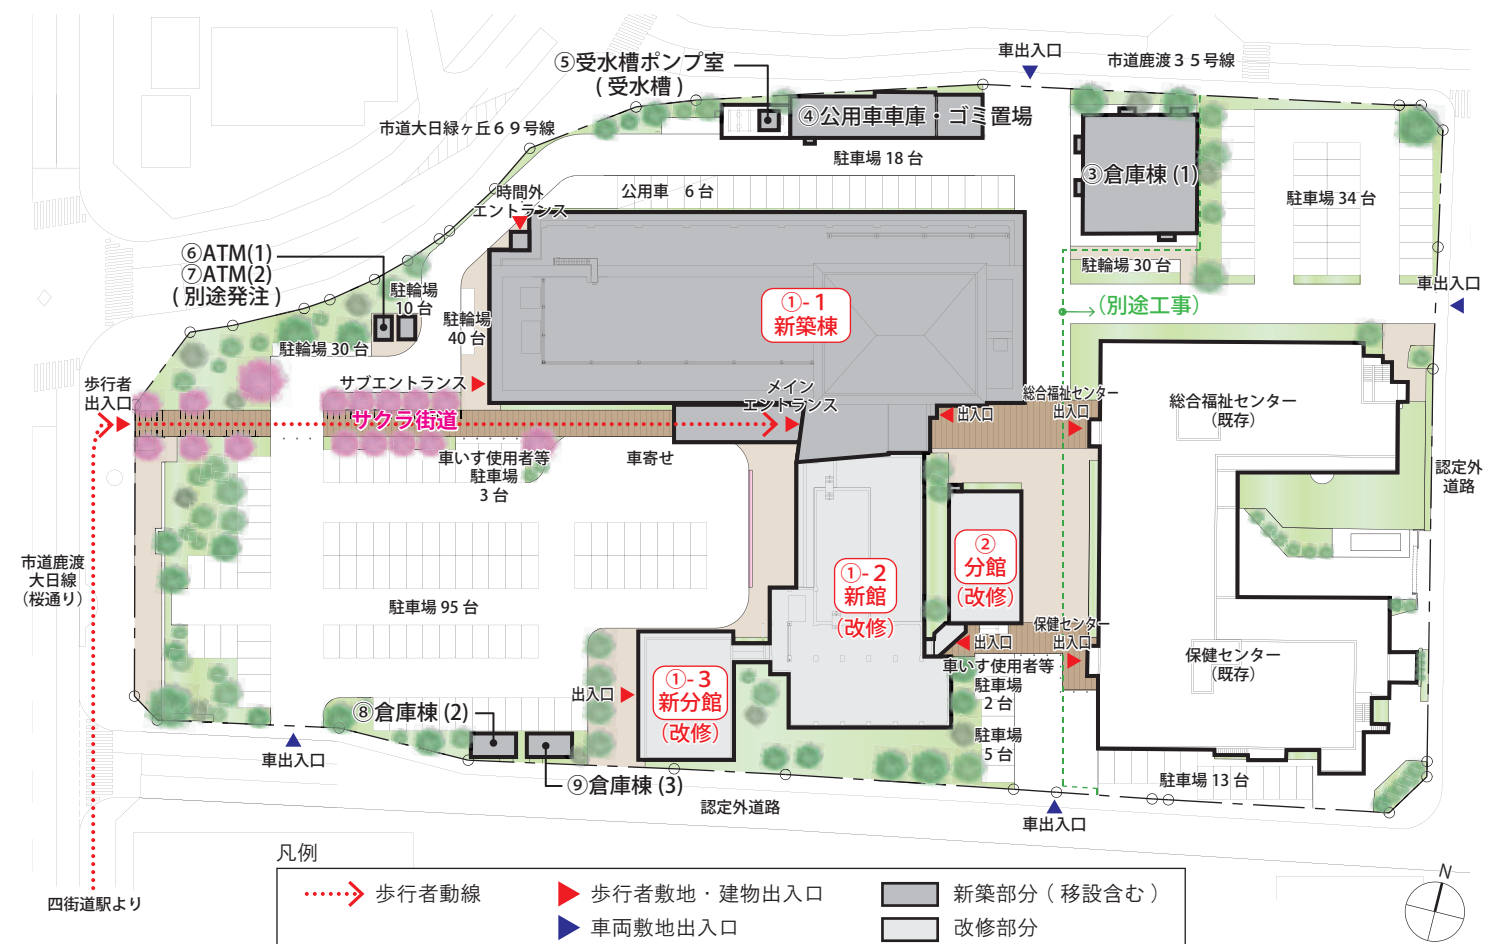 車出入口
市道鹿渡35号線
⑤受水槽ポンプ室
(受水槽)
市道大日緑ヶ丘69号線
④公用車車庫・ゴミ置場
駐車場 18 台
③倉庫棟 (1)
公用車 6 台
駐車場 34 台
時間外
エントランス
⑥ATM(1)
⑦ATM(2)
(別途発注)
駐輪場
10 台
駐輪場 30 台
車出入口
駐輪場
40 台
①-1
新築棟
(別途工事)
駐輪場 30 台
歩行者
出入口
サブエントランス
メイン
エントランス
総合福祉センター
出入口
出入口
総合福祉センター
(既存)
サクラ街道
車いす使用者等
駐車場
3 台
車寄せ
認定外
道路
市道鹿渡
大日線
(桜通り)
駐車場 95 台
①-2
新館
(改修)
②
分館
(改修)
保健センター
出入口
出入口
保健センター
(既存)
車いす使用者等
駐車場
2 台
出入口
①-3
新分館
(改修)
⑧倉庫棟 (2)
駐車場
5 台
車出入口
⑨倉庫棟 (3)
駐車場 13 台
認定外道路
車出入口
凡例
歩行者動線
歩行者敷地・建物出入口
新築部分(移設含む)
車両敷地出入口
改修部分
四街道駅より
N